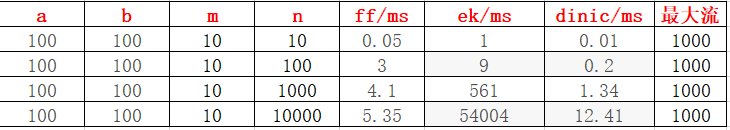 a b m n ff/ms ek/ms dinic/ms 最大流
100 100 10 10 0.05 1 0.01 1000
100 100 10 100 3 9 0.2 1000
100 100 10 1000 4.1 561 1.34 1000
100 100 10 10000 5.35 54004 12.41 1000